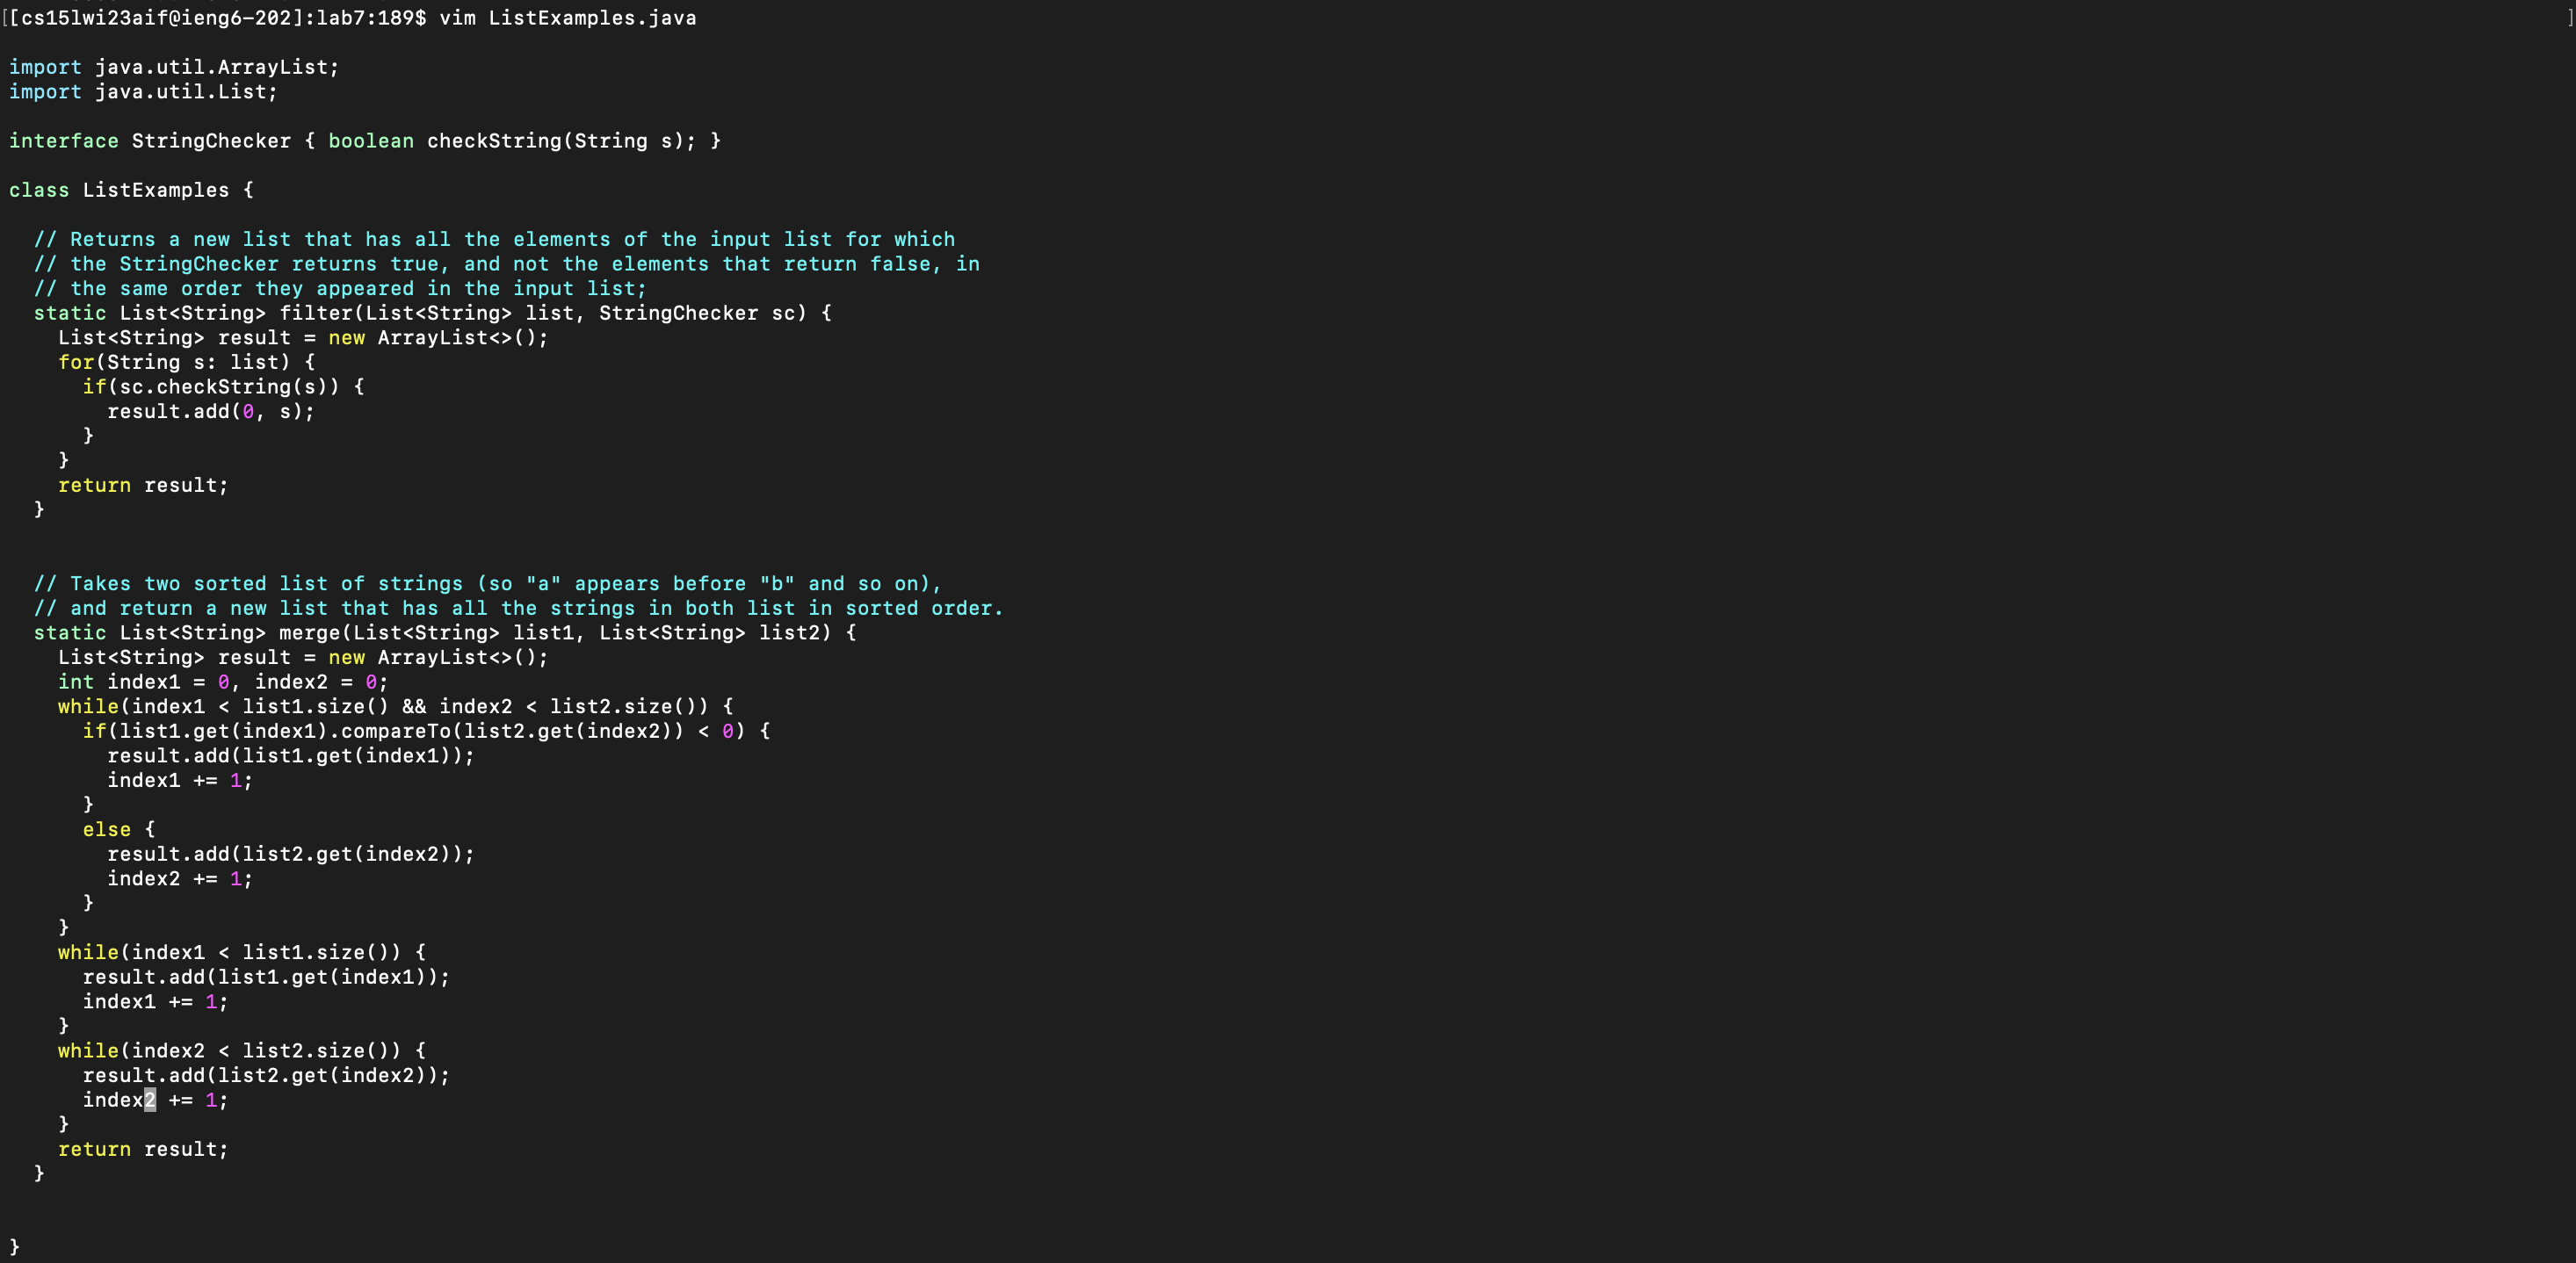 [[cs15lwi23aif@ieng6-202]:lab7:189$ vim ListExamples.java ]

import java.util.ArrayList;
import java.util.List;

interface StringChecker { boolean checkString(String s); }

class ListExamples {

  // Returns a new list that has all the elements of the input list for which
  // the StringChecker returns true, and not the elements that return false, in
  // the same order they appeared in the input list;
  static List<String> filter(List<String> list, StringChecker sc) {
    List<String> result = new ArrayList<>();
    for(String s: list) {
      if(sc.checkString(s)) {
        result.add(0, s);
      }
    }
    return result;
  }


  // Takes two sorted list of strings (so "a" appears before "b" and so on),
  // and return a new list that has all the strings in both list in sorted order.
  static List<String> merge(List<String> list1, List<String> list2) {
    List<String> result = new ArrayList<>();
    int index1 = 0, index2 = 0;
    while(index1 < list1.size() && index2 < list2.size()) {
      if(list1.get(index1).compareTo(list2.get(index2)) < 0) {
        result.add(list1.get(index1));
        index1 += 1;
      }
      else {
        result.add(list2.get(index2));
        index2 += 1;
      }
    }
    while(index1 < list1.size()) {
      result.add(list1.get(index1));
      index1 += 1;
    }
    while(index2 < list2.size()) {
      result.add(list2.get(index2));
      index2 += 1;
    }
    return result;
  }


}